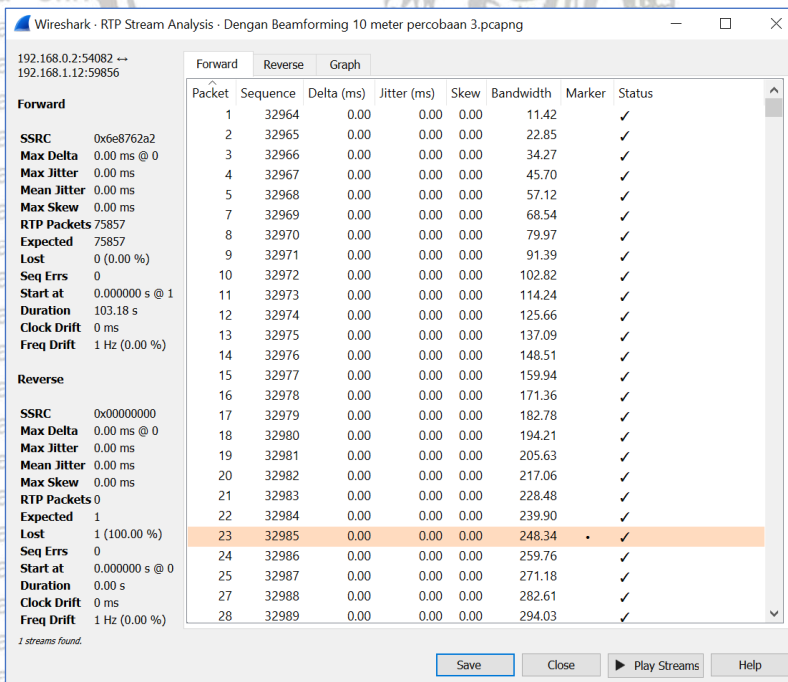 Wireshark · RTP Stream Analysis · Dengan Beamforming 10 meter percobaan 3.pcapng
192.168.0.2:54082 ↔
192.168.1.12:59856
Forward
SSRC 0x6e8762a2
Max Delta 0.00 ms @ 0
Max Jitter 0.00 ms
Mean Jitter 0.00 ms
Max Skew 0.00 ms
RTP Packets 75857
Expected 75857
Lost 0 (0.00 %)
Seq Errs 0
Start at 0.000000 s @ 1
Duration 103.18 s
Clock Drift 0 ms
Freq Drift 1 Hz (0.00 %)
Reverse
SSRC 0x00000000
Max Delta 0.00 ms @ 0
Max Jitter 0.00 ms
Mean Jitter 0.00 ms
Max Skew 0.00 ms
RTP Packets 0
Expected 1
Lost 1 (100.00 %)
Seq Errs 0
Start at 0.000000 s @ 0
Duration 0.00 s
Clock Drift 0 ms
Freq Drift 1 Hz (0.00 %)
1 streams found.
Forward Reverse Graph
Packet Sequence Delta (ms) Jitter (ms) Skew Bandwidth Marker Status
1 32964 0.00 0.00 0.00 11.42 ✓
2 32965 0.00 0.00 0.00 22.85 ✓
3 32966 0.00 0.00 0.00 34.27 ✓
4 32967 0.00 0.00 0.00 45.70 ✓
5 32968 0.00 0.00 0.00 57.12 ✓
7 32969 0.00 0.00 0.00 68.54 ✓
8 32970 0.00 0.00 0.00 79.97 ✓
9 32971 0.00 0.00 0.00 91.39 ✓
10 32972 0.00 0.00 0.00 102.82 ✓
11 32973 0.00 0.00 0.00 114.24 ✓
12 32974 0.00 0.00 0.00 125.66 ✓
13 32975 0.00 0.00 0.00 137.09 ✓
14 32976 0.00 0.00 0.00 148.51 ✓
15 32977 0.00 0.00 0.00 159.94 ✓
16 32978 0.00 0.00 0.00 171.36 ✓
17 32979 0.00 0.00 0.00 182.78 ✓
18 32980 0.00 0.00 0.00 194.21 ✓
19 32981 0.00 0.00 0.00 205.63 ✓
20 32982 0.00 0.00 0.00 217.06 ✓
21 32983 0.00 0.00 0.00 228.48 ✓
22 32984 0.00 0.00 0.00 239.90 ✓
23 32985 0.00 0.00 0.00 248.34 • ✓
24 32986 0.00 0.00 0.00 259.76 ✓
25 32987 0.00 0.00 0.00 271.18 ✓
27 32988 0.00 0.00 0.00 282.61 ✓
28 32989 0.00 0.00 0.00 294.03 ✓
Save Close Play Streams Help